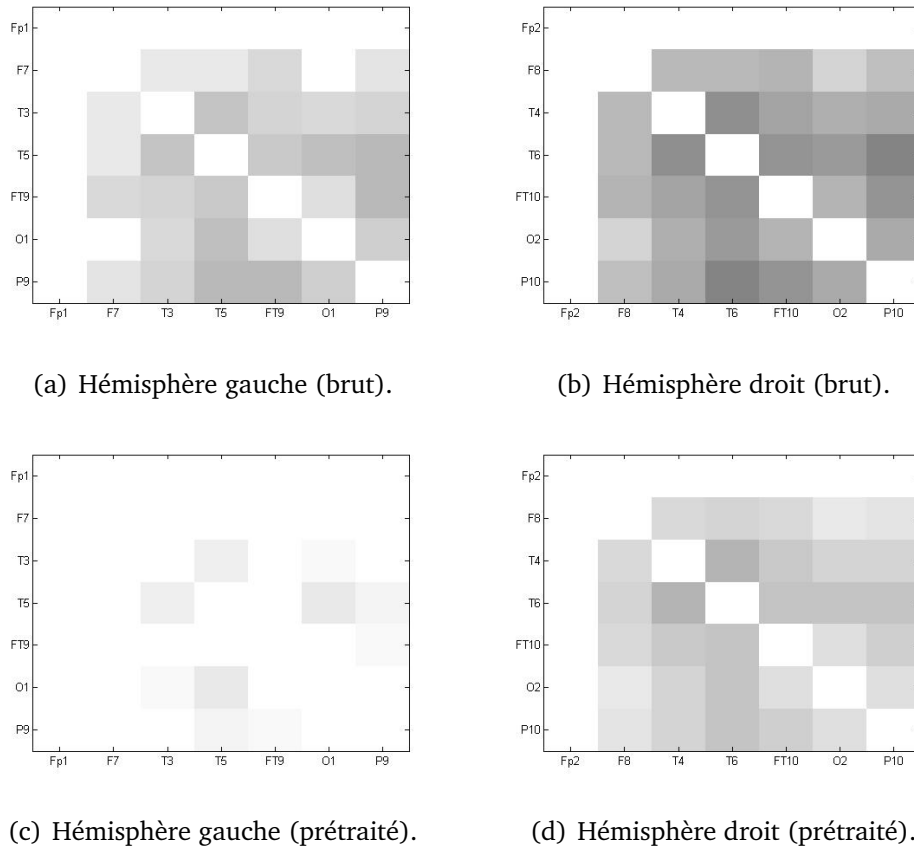 Fp1
F7
T3
T5
FT9
O1
P9
Fp1 F7 T3 T5 FT9 O1 P9
Fp2
F8
T4
T6
FT10
O2
P10
Fp2 F8 T4 T6 FT10 O2 P10
(a) Hémisphère gauche (brut).
(b) Hémisphère droit (brut).
Fp1
F7
T3
T5
FT9
O1
P9
Fp1 F7 T3 T5 FT9 O1 P9
Fp2
F8
T4
T6
FT10
O2
P10
Fp2 F8 T4 T6 FT10 O2 P10
(c) Hémisphère gauche (prétraité).
(d) Hémisphère droit (prétraité).